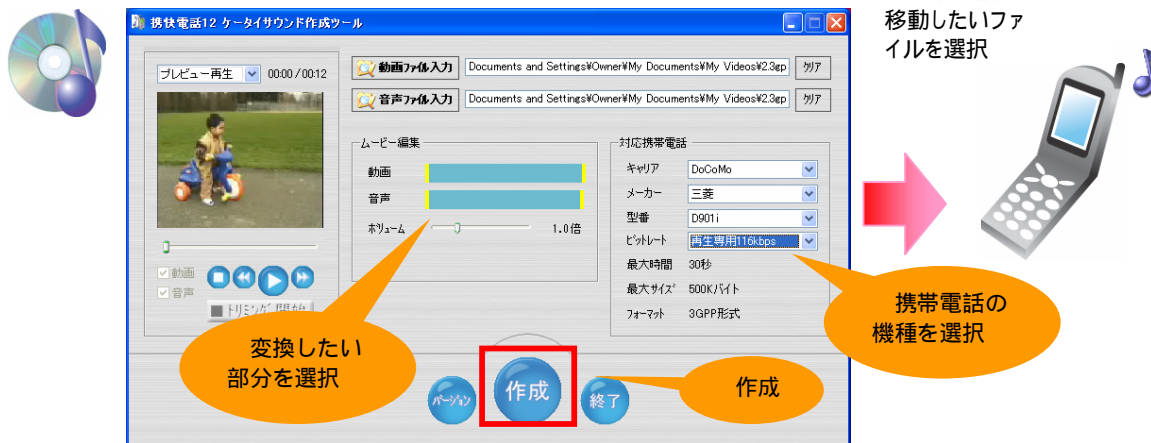 携快電話12 ケータイサウンド作成ツール
移動したいファ
イルを選択
プレビュー再生 00:00/00:12
動画ファイル入力 Documents and Settings¥Owner¥My Documents¥My Videos¥2.3gp クリア
音声ファイル入力 Documents and Settings¥Owner¥My Documents¥My Videos¥2.3gp クリア
ムービー編集
動画
音声
ボリューム 1.0倍
対応携帯電話
キャリア DoCoMo
メーカー 三菱
型番 D901i
ビットレート 再生専用116kbps
最大時間 30秒
最大サイズ 500Kバイト
フォーマット 3GPP形式
動画
音声
トリミング開始
変換したい
部分を選択
携帯電話の
機種を選択
バージョン
作成
終了
作成